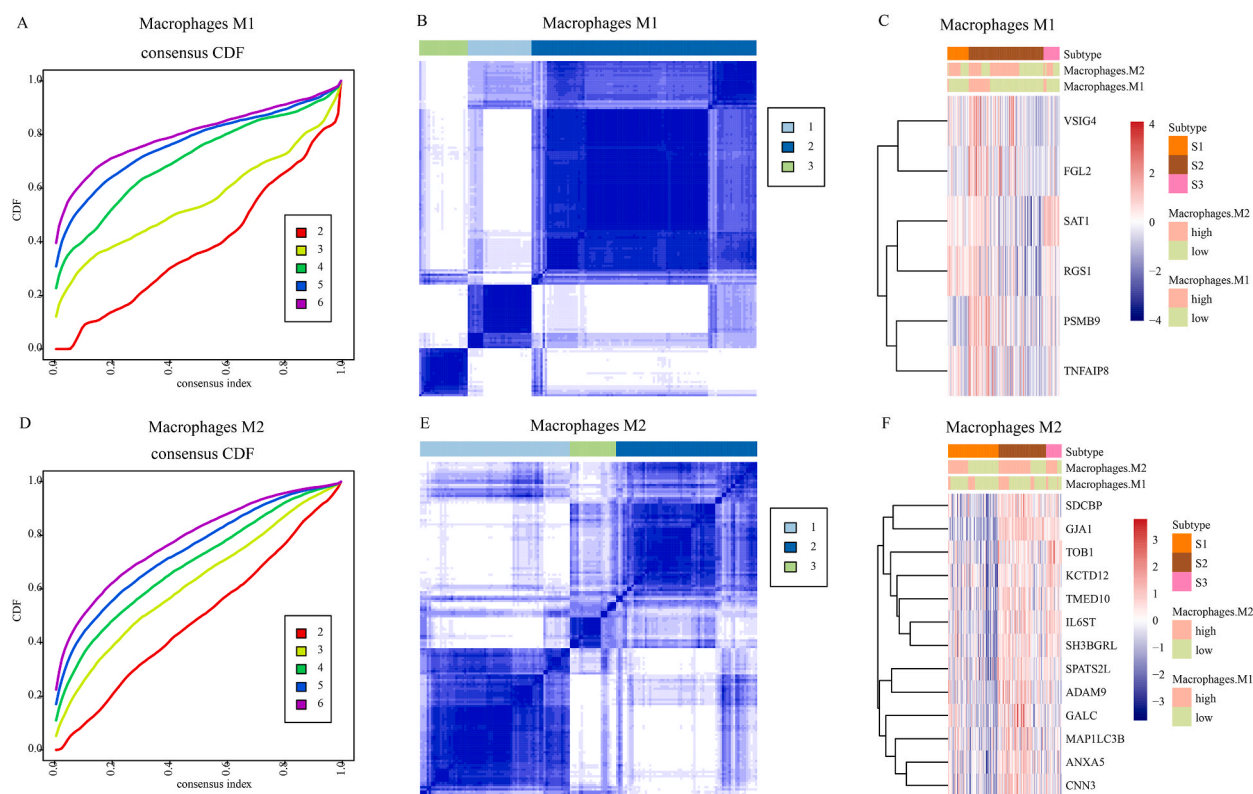 A
Macrophages M1
consensus CDF
1.0
0.8
0.6
0.4
0.2
0.0
CDF
2
3
4
5
6
0.0
0.2
0.4
0.6
0.8
1.0
consensus index
B
Macrophages M1
1
2
3
C
Macrophages M1
Subtype
Macrophages.M2
Macrophages.M1
VSIG4
FGL2
SAT1
RGS1
PSMB9
TNFAIP8
4
2
0
−2
−4
Subtype
S1
S2
S3
Macrophages.M2
high
low
Macrophages.M1
high
low
D
Macrophages M2
consensus CDF
1.0
0.8
0.6
0.4
0.2
0.0
CDF
2
3
4
5
6
0.0
0.2
0.4
0.6
0.8
1.0
consensus index
E
Macrophages M2
1
2
3
F
Macrophages M2
Subtype
Macrophages.M2
Macrophages.M1
SDCBP
GJA1
TOB1
KCTD12
TMED10
IL6ST
SH3BGRL
SPATS2L
ADAM9
GALC
MAP1LC3B
ANXA5
CNN3
3
2
1
0
−1
−2
−3
Subtype
S1
S2
S3
Macrophages.M2
high
low
Macrophages.M1
high
low